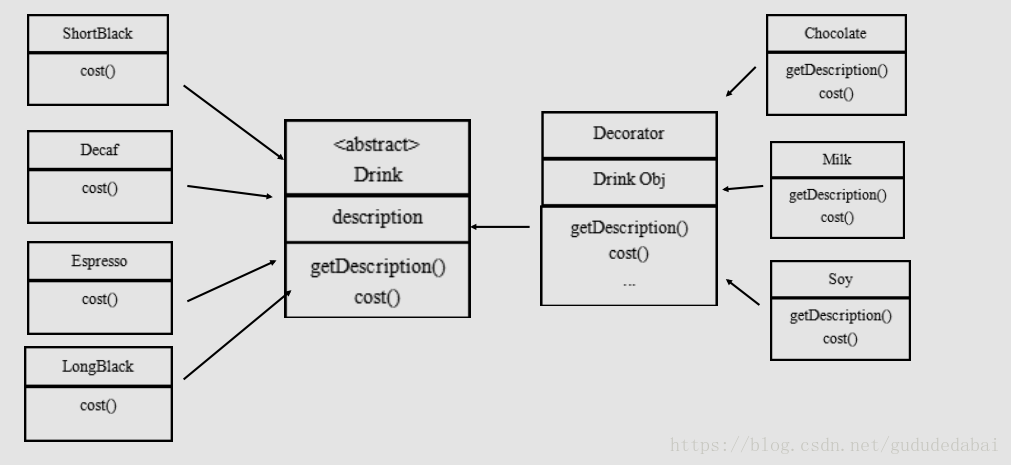 ShortBlack
cost()
Decaf
cost()
Espresso
cost()
LongBlack
cost()
<abstract>
Drink
description
getDescription()
cost()
Decorator
Drink Obj
getDescription()
cost()
...
Chocolate
getDescription()
cost()
Milk
getDescription()
cost()
Soy
getDescription()
cost()
https://blog.csdn.net/gududedabai